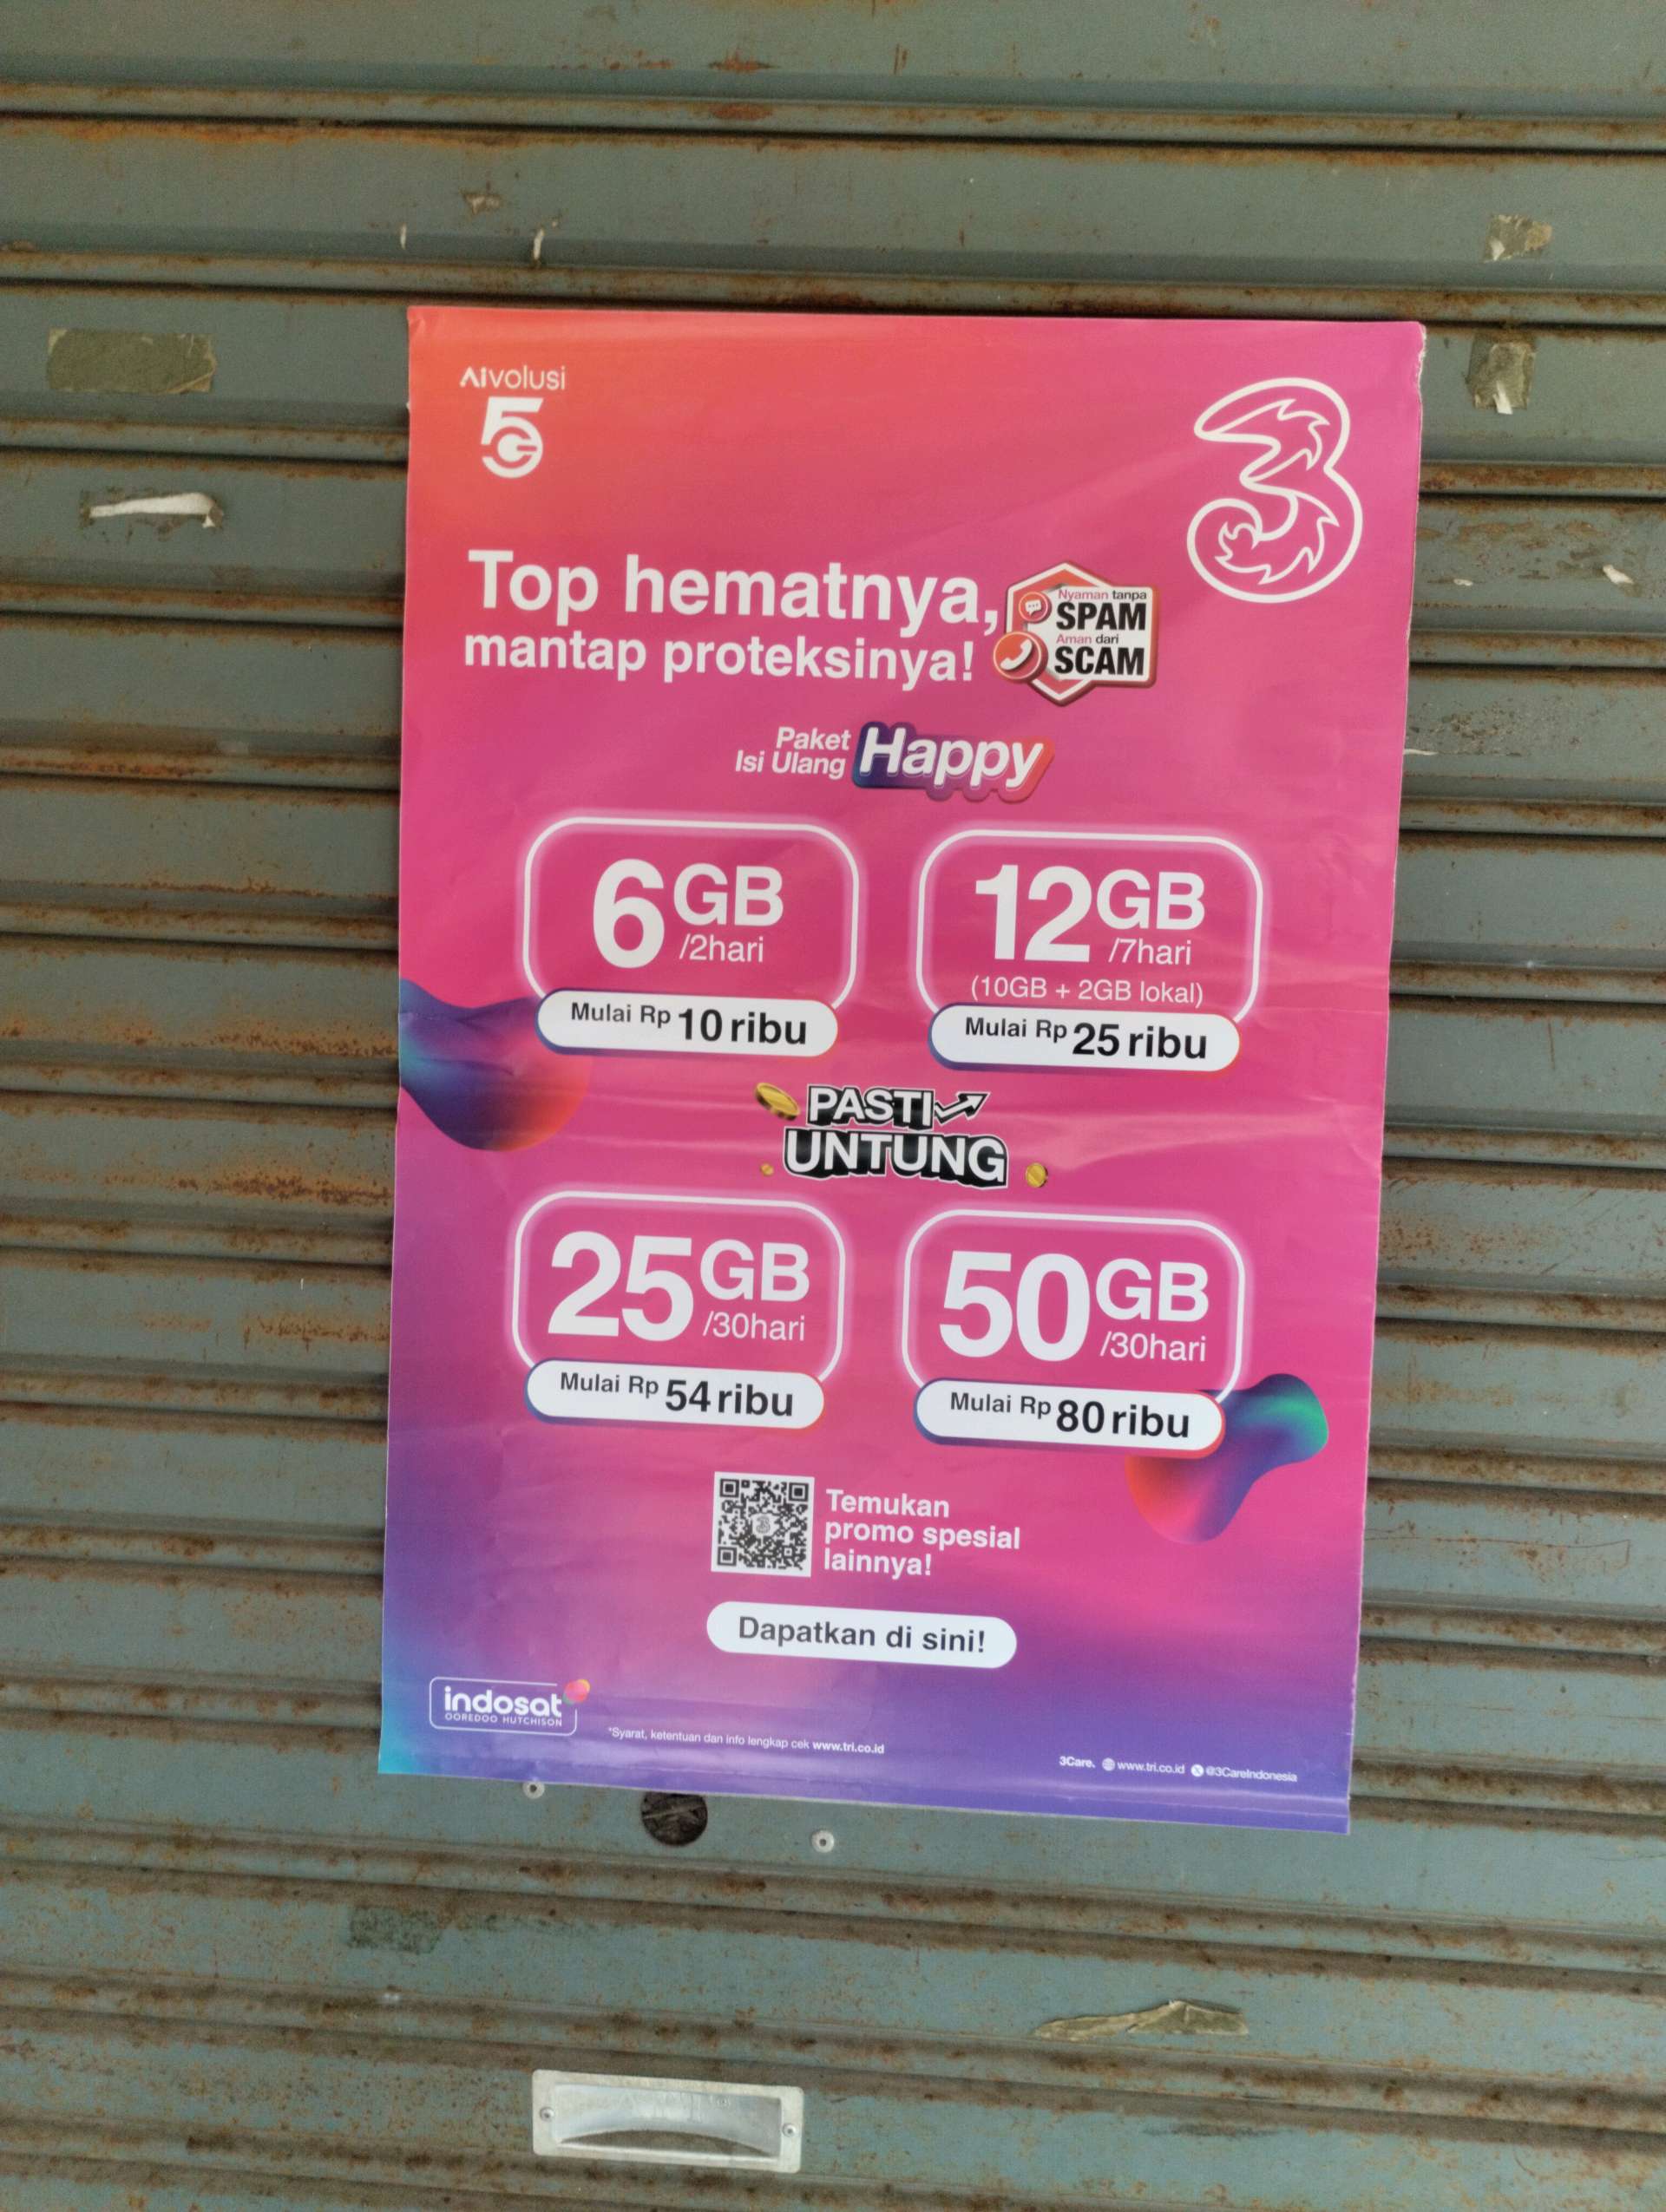 AIvolusi
5G
3
Top hematnya,
mantap proteksinya!
Nyaman tanpa
SPAM
Aman dari
SCAM
Paket
Isi Ulang
Happy
6GB
/2hari
Mulai Rp 10 ribu
12GB
/7hari
(10GB + 2GB lokal)
Mulai Rp 25 ribu
PASTI
UNTUNG
25GB
/30hari
Mulai Rp 54 ribu
50GB
/30hari
Mulai Rp 80 ribu
Temukan
promo spesial
lainnya!
Dapatkan di sini!
indosat
OOREDOO HUTCHISON
*Syarat, ketentuan dan info lengkap cek www.tri.co.id
3Care. www.tri.co.id @3CareIndonesia